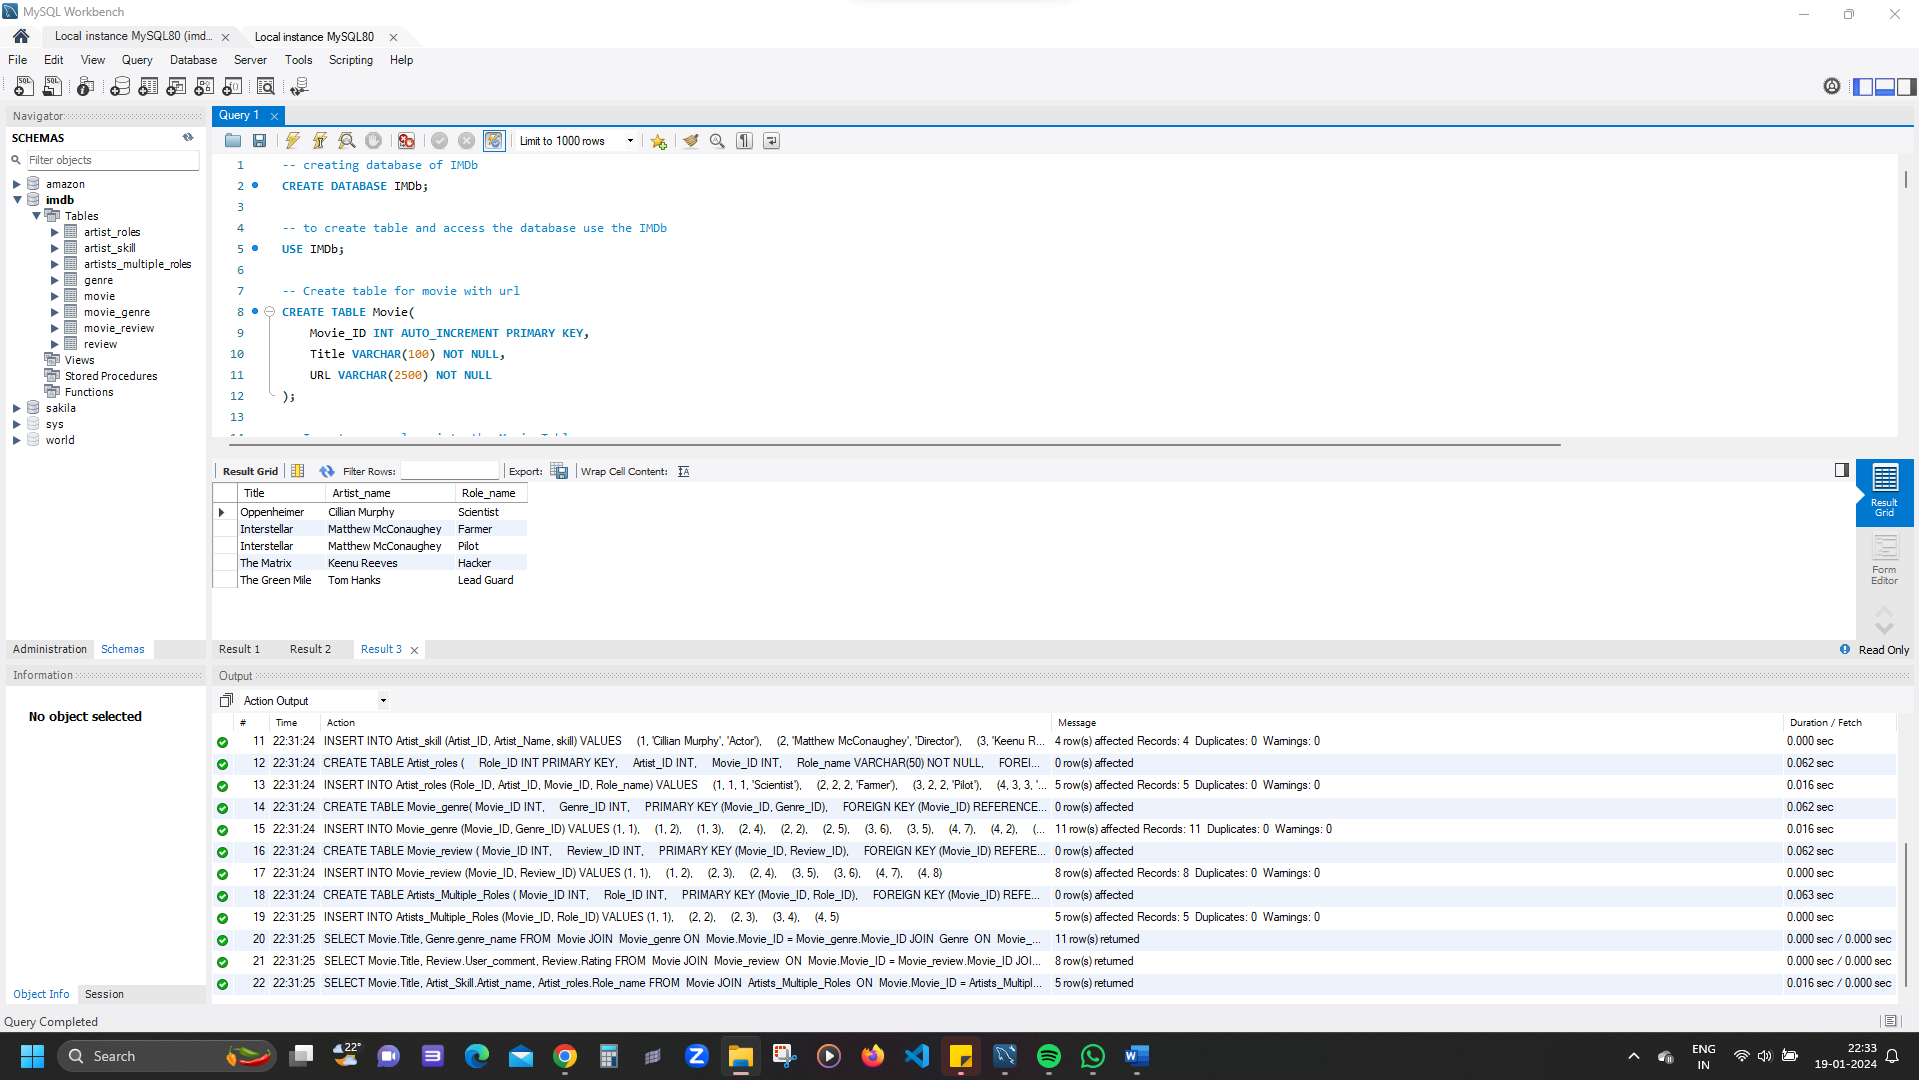 MySQL Workbench
Local instance MySQL80 (imd...
Local instance MySQL80
File Edit View Query Database Server Tools Scripting Help
Navigator
SCHEMAS
Filter objects
amazon
imdb
Tables
artist_roles
artist_skill
artists_multiple_roles
genre
movie
movie_genre
movie_review
review
Views
Stored Procedures
Functions
sakila
sys
world
Administration Schemas
Information
No object selected
Object Info Session
Query 1
Limit to 1000 rows
1 -- creating database of IMDb
2 CREATE DATABASE IMDb;
3
4 -- to create table and access the database use the IMDb
5 USE IMDb;
6
7 -- Create table for movie with url
8 CREATE TABLE Movie(
9 Movie_ID INT AUTO_INCREMENT PRIMARY KEY,
10 Title VARCHAR(100) NOT NULL,
11 URL VARCHAR(2500) NOT NULL
12 );
13
Result Grid Filter Rows: Export: Wrap Cell Content:
Title Artist_name Role_name
Oppenheimer Cillian Murphy Scientist
Interstellar Matthew McConaughey Farmer
Interstellar Matthew McConaughey Pilot
The Matrix Keenu Reeves Hacker
The Green Mile Tom Hanks Lead Guard
Result Grid
Form Editor
Result 1 Result 2 Result 3
Read Only
Output
Action Output
# Time Action Message Duration / Fetch
11 22:31:24 INSERT INTO Artist_skill (Artist_ID, Artist_Name, skill) VALUES (1, 'Cillian Murphy', 'Actor'), (2, 'Matthew McConaughey', 'Director'), (3, 'Keenu R... 4 row(s) affected Records: 4 Duplicates: 0 Warnings: 0 0.000 sec
12 22:31:24 CREATE TABLE Artist_roles ( Role_ID INT PRIMARY KEY, Artist_ID INT, Movie_ID INT, Role_name VARCHAR(50) NOT NULL, FOREI... 0 row(s) affected 0.062 sec
13 22:31:24 INSERT INTO Artist_roles (Role_ID, Artist_ID, Movie_ID, Role_name) VALUES (1, 1, 1, 'Scientist'), (2, 2, 2, 'Farmer'), (3, 2, 2, 'Pilot'), (4, 3, 3, '... 5 row(s) affected Records: 5 Duplicates: 0 Warnings: 0 0.016 sec
14 22:31:24 CREATE TABLE Movie_genre( Movie_ID INT, Genre_ID INT, PRIMARY KEY (Movie_ID, Genre_ID), FOREIGN KEY (Movie_ID) REFERENCE... 0 row(s) affected 0.062 sec
15 22:31:24 INSERT INTO Movie_genre (Movie_ID, Genre_ID) VALUES (1, 1), (1, 2), (1, 3), (2, 4), (2, 2), (2, 5), (3, 6), (3, 5), (4, 7), (4, 2), (... 11 row(s) affected Records: 11 Duplicates: 0 Warnings: 0 0.016 sec
16 22:31:24 CREATE TABLE Movie_review ( Movie_ID INT, Review_ID INT, PRIMARY KEY (Movie_ID, Review_ID), FOREIGN KEY (Movie_ID) REFERE... 0 row(s) affected 0.062 sec
17 22:31:24 INSERT INTO Movie_review (Movie_ID, Review_ID) VALUES (1, 1), (1, 2), (2, 3), (2, 4), (3, 5), (3, 6), (4, 7), (4, 8) 8 row(s) affected Records: 8 Duplicates: 0 Warnings: 0 0.000 sec
18 22:31:24 CREATE TABLE Artists_Multiple_Roles ( Movie_ID INT, Role_ID INT, PRIMARY KEY (Movie_ID, Role_ID), FOREIGN KEY (Movie_ID) REFE... 0 row(s) affected 0.063 sec
19 22:31:25 INSERT INTO Artists_Multiple_Roles (Movie_ID, Role_ID) VALUES (1, 1), (2, 2), (2, 3), (3, 4), (4, 5) 5 row(s) affected Records: 5 Duplicates: 0 Warnings: 0 0.000 sec
20 22:31:25 SELECT Movie.Title, Genre.genre_name FROM Movie JOIN Movie_genre ON Movie.Movie_ID = Movie_genre.Movie_ID JOIN Genre ON Movie_... 11 row(s) returned 0.000 sec / 0.000 sec
21 22:31:25 SELECT Movie.Title, Review.User_comment, Review.Rating FROM Movie JOIN Movie_review ON Movie.Movie_ID = Movie_review.Movie_ID JOI... 8 row(s) returned 0.000 sec / 0.000 sec
22 22:31:25 SELECT Movie.Title, Artist_Skill.Artist_name, Artist_roles.Role_name FROM Movie JOIN Artists_Multiple_Roles ON Movie.Movie_ID = Artists_Multipl... 5 row(s) returned 0.016 sec / 0.000 sec
Query Completed
Search
22°
ENG
IN
22:33
19-01-2024